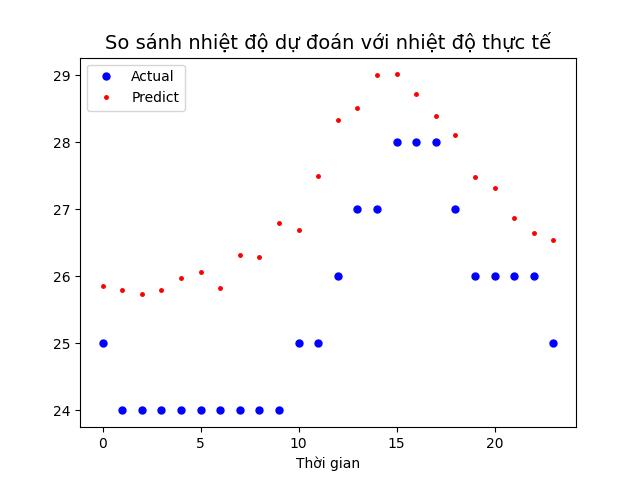 So sánh nhiệt độ dự đoán với nhiệt độ thực tế
29
28
27
26
25
24
Actual
Predict
0
5
10
15
20
Thời gian